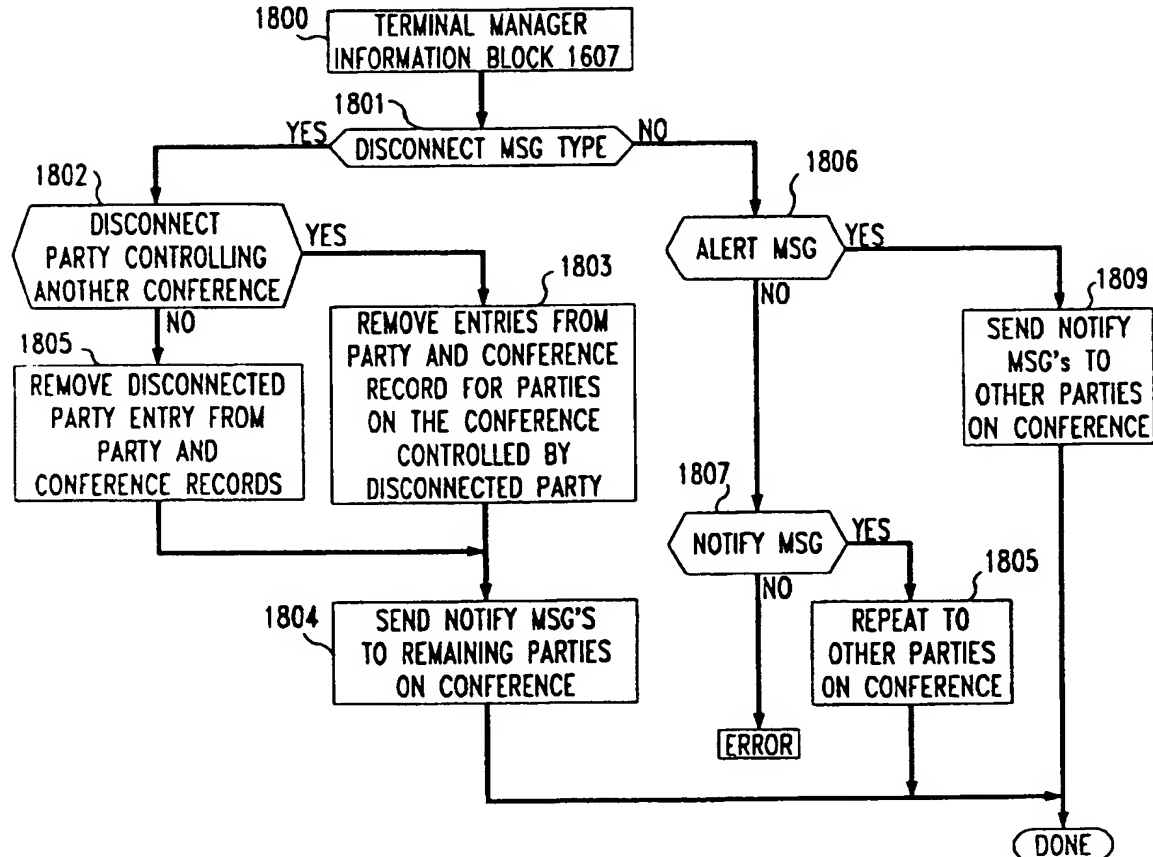 1800
TERMINAL MANAGER
INFORMATION BLOCK 1607
1801
YES
DISCONNECT MSG TYPE
NO
1802
DISCONNECT
PARTY CONTROLLING
ANOTHER CONFERENCE
YES
NO
1803
REMOVE ENTRIES FROM
PARTY AND CONFERENCE
RECORD FOR PARTIES
ON THE CONFERENCE
CONTROLLED BY
DISCONNECTED PARTY
1805
REMOVE DISCONNECTED
PARTY ENTRY FROM
PARTY AND
CONFERENCE RECORDS
1804
SEND NOTIFY MSG'S
TO REMAINING PARTIES
ON CONFERENCE
1806
ALERT MSG
YES
NO
1809
SEND NOTIFY
MSG's TO
OTHER PARTIES
ON CONFERENCE
1807
NOTIFY MSG
YES
NO
1805
REPEAT TO
OTHER PARTIES
ON CONFERENCE
ERROR
DONE